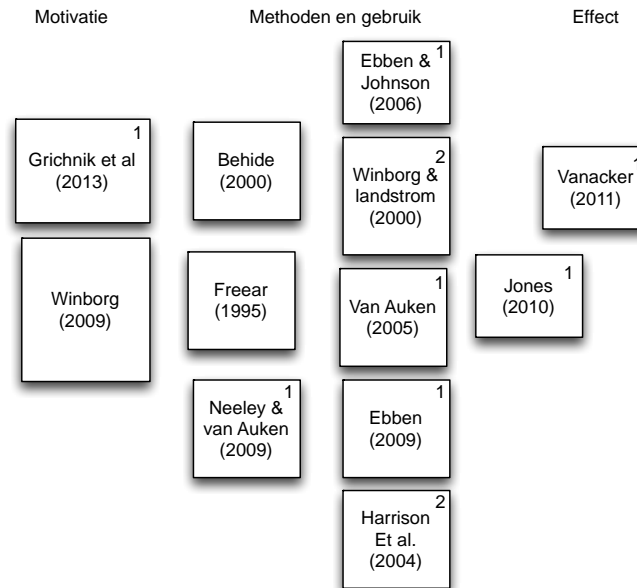 Motivatie
Methoden en gebruik
Effect
1
Grichnik et al
(2013)
Winborg
(2009)
Behide
(2000)
Freear
(1995)
1
Neeley &
van Auken
(2009)
1
Ebben &
Johnson
(2006)
2
Winborg &
landstrom
(2000)
1
Van Auken
(2005)
1
Ebben
(2009)
2
Harrison
Et al.
(2004)
1
Jones
(2010)
1
Vanacker
(2011)